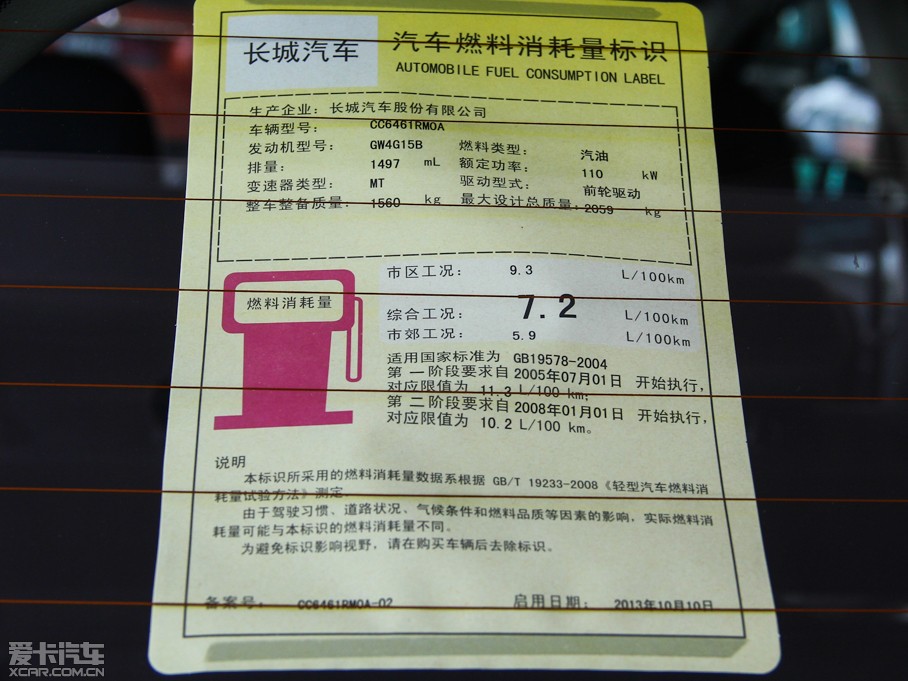 长城汽车
汽车燃料消耗量标识
AUTOMOBILE FUEL CONSUMPTION LABEL
生产企业：长城汽车股份有限公司
车辆型号： CC6461RM0A
发动机型号： GW4G15B 燃料类型： 汽油
排量： 1497 mL 额定功率： 110 kW
变速器类型： MT 驱动型式： 前轮驱动
整车整备质量： 1560 kg 最大设计总质量： 2059 kg
燃料消耗量
市区工况： 9.3 L/100km
综合工况： 7.2 L/100km
市郊工况： 5.9 L/100km
适用国家标准为 GB19578-2004
第一阶段要求自2005年07月01日 开始执行，
对应限值为 11.3 L/100 km；
第二阶段要求自2008年01月01日 开始执行，
对应限值为 10.2 L/100 km。
说明
本标识所采用的燃料消耗量数据系根据 GB/T 19233-2008《轻型汽车燃料消
耗量试验方法》测定。
由于驾驶习惯、道路状况、气候条件和燃料品质等因素的影响，实际燃料消
耗量可能与本标识的燃料消耗量不同。
为避免标识影响视野，请在购买车辆后去除标识。
备案号： CC6461RM0A-02 启用日期： 2013年10月10日
爱卡汽车
XCAR.COM.CN